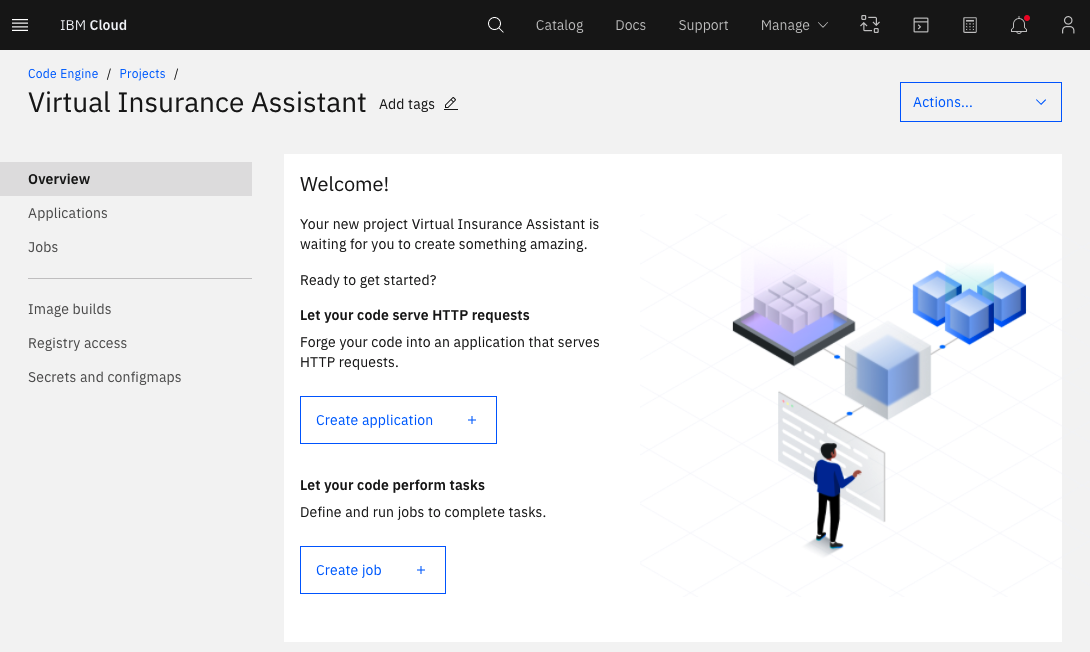 IBM Cloud
Catalog
Docs
Support
Manage
Code Engine / Projects /
Virtual Insurance Assistant
Add tags
Actions...
Overview
Applications
Jobs
Image builds
Registry access
Secrets and configmaps
Welcome!
Your new project Virtual Insurance Assistant is
waiting for you to create something amazing.
Ready to get started?
Let your code serve HTTP requests
Forge your code into an application that serves
HTTP requests.
Create application +
Let your code perform tasks
Define and run jobs to complete tasks.
Create job +